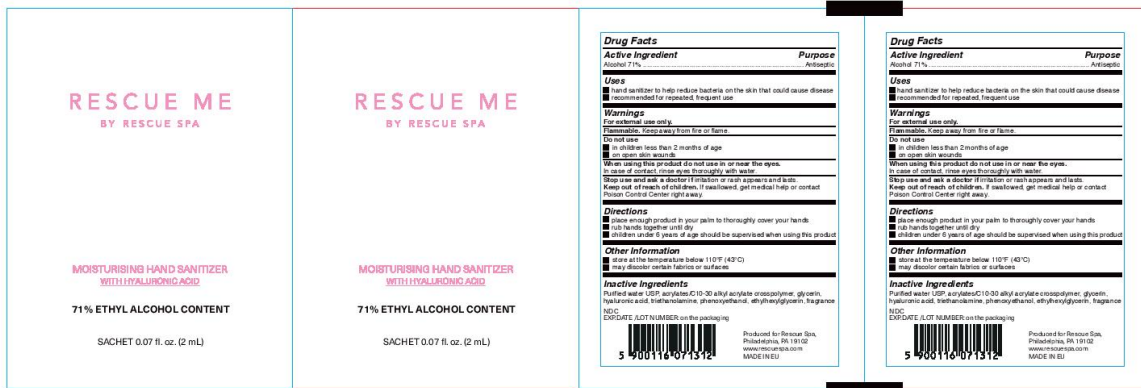 RESCUE ME
BY RESCUE SPA
MOISTURISING HAND SANITIZER
WITH HYALURONIC ACID
71% ETHYL ALCOHOL CONTENT
SACHET 0.07 fl. oz. (2 mL)
RESCUE ME
BY RESCUE SPA
MOISTURISING HAND SANITIZER
WITH HYALURONIC ACID
71% ETHYL ALCOHOL CONTENT
SACHET 0.07 fl. oz. (2 mL)
Drug Facts
Active Ingredient Purpose
Alcohol 71% Antiseptic
Uses
■ hand sanitizer to help reduce bacteria on the skin that could cause disease
■ recommended for repeated, frequent use
Warnings
For external use only.
Flammable. Keep away from fire or flame.
Do not use
■ in children less than 2 months of age
■ on open skin wounds
When using this product do not use in or near the eyes.
In case of contact, rinse eyes thoroughly with water.
Stop use and ask a doctor if irritation or rash appears and lasts.
Keep out of reach of children. If swallowed, get medical help or contact
Poison Control Center right away.
Directions
■ place enough product in your palm to thoroughly cover your hands
■ rub hands together until dry
■ children under 6 years of age should be supervised when using this product
Other Information
■ store at the temperature below 110°F (43°C)
■ may discolor certain fabrics or surfaces
Inactive Ingredients
Purified water USP, acrylates/C10-30 alkyl acrylate crosspolymer, glycerin,
hyaluronic acid, triethanolamine, phenoxyethanol, ethylhexylglycerin, fragrance
NDC
EXP.DATE /LOT NUMBER: on the packaging
5 900116 071312
Produced for Rescue Spa,
Philadelphia, PA 19102
www.rescuespa.com
MADE IN EU
Drug Facts
Active Ingredient Purpose
Alcohol 71% Antiseptic
Uses
■ hand sanitizer to help reduce bacteria on the skin that could cause disease
■ recommended for repeated, frequent use
Warnings
For external use only.
Flammable. Keep away from fire or flame.
Do not use
■ in children less than 2 months of age
■ on open skin wounds
When using this product do not use in or near the eyes.
In case of contact, rinse eyes thoroughly with water.
Stop use and ask a doctor if irritation or rash appears and lasts.
Keep out of reach of children. If swallowed, get medical help or contact
Poison Control Center right away.
Directions
■ place enough product in your palm to thoroughly cover your hands
■ rub hands together until dry
■ children under 6 years of age should be supervised when using this product
Other Information
■ store at the temperature below 110°F (43°C)
■ may discolor certain fabrics or surfaces
Inactive Ingredients
Purified water USP, acrylates/C10-30 alkyl acrylate crosspolymer, glycerin,
hyaluronic acid, triethanolamine, phenoxyethanol, ethylhexylglycerin, fragrance
NDC
EXP.DATE /LOT NUMBER: on the packaging
5 900116 071312
Produced for Rescue Spa,
Philadelphia, PA 19102
www.rescuespa.com
MADE IN EU